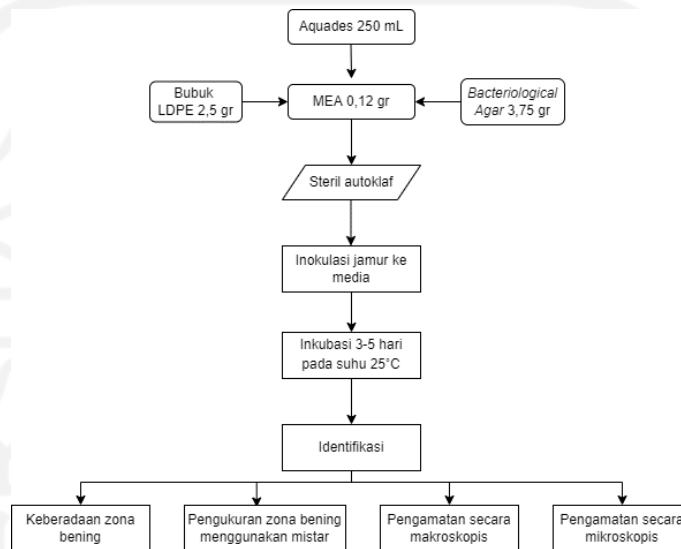 Aquades 250 mL
Bubuk
LDPE 2,5 gr
MEA 0,12 gr
Bacteriological
Agar 3,75 gr
Steril autoklaf
Inokulasi jamur ke
media
Inkubasi 3-5 hari
pada suhu 25°C
Identifikasi
Keberadaan zona
bening
Pengukuran zona bening
menggunakan mistar
Pengamatan secara
makroskopis
Pengamatan secara
mikroskopis